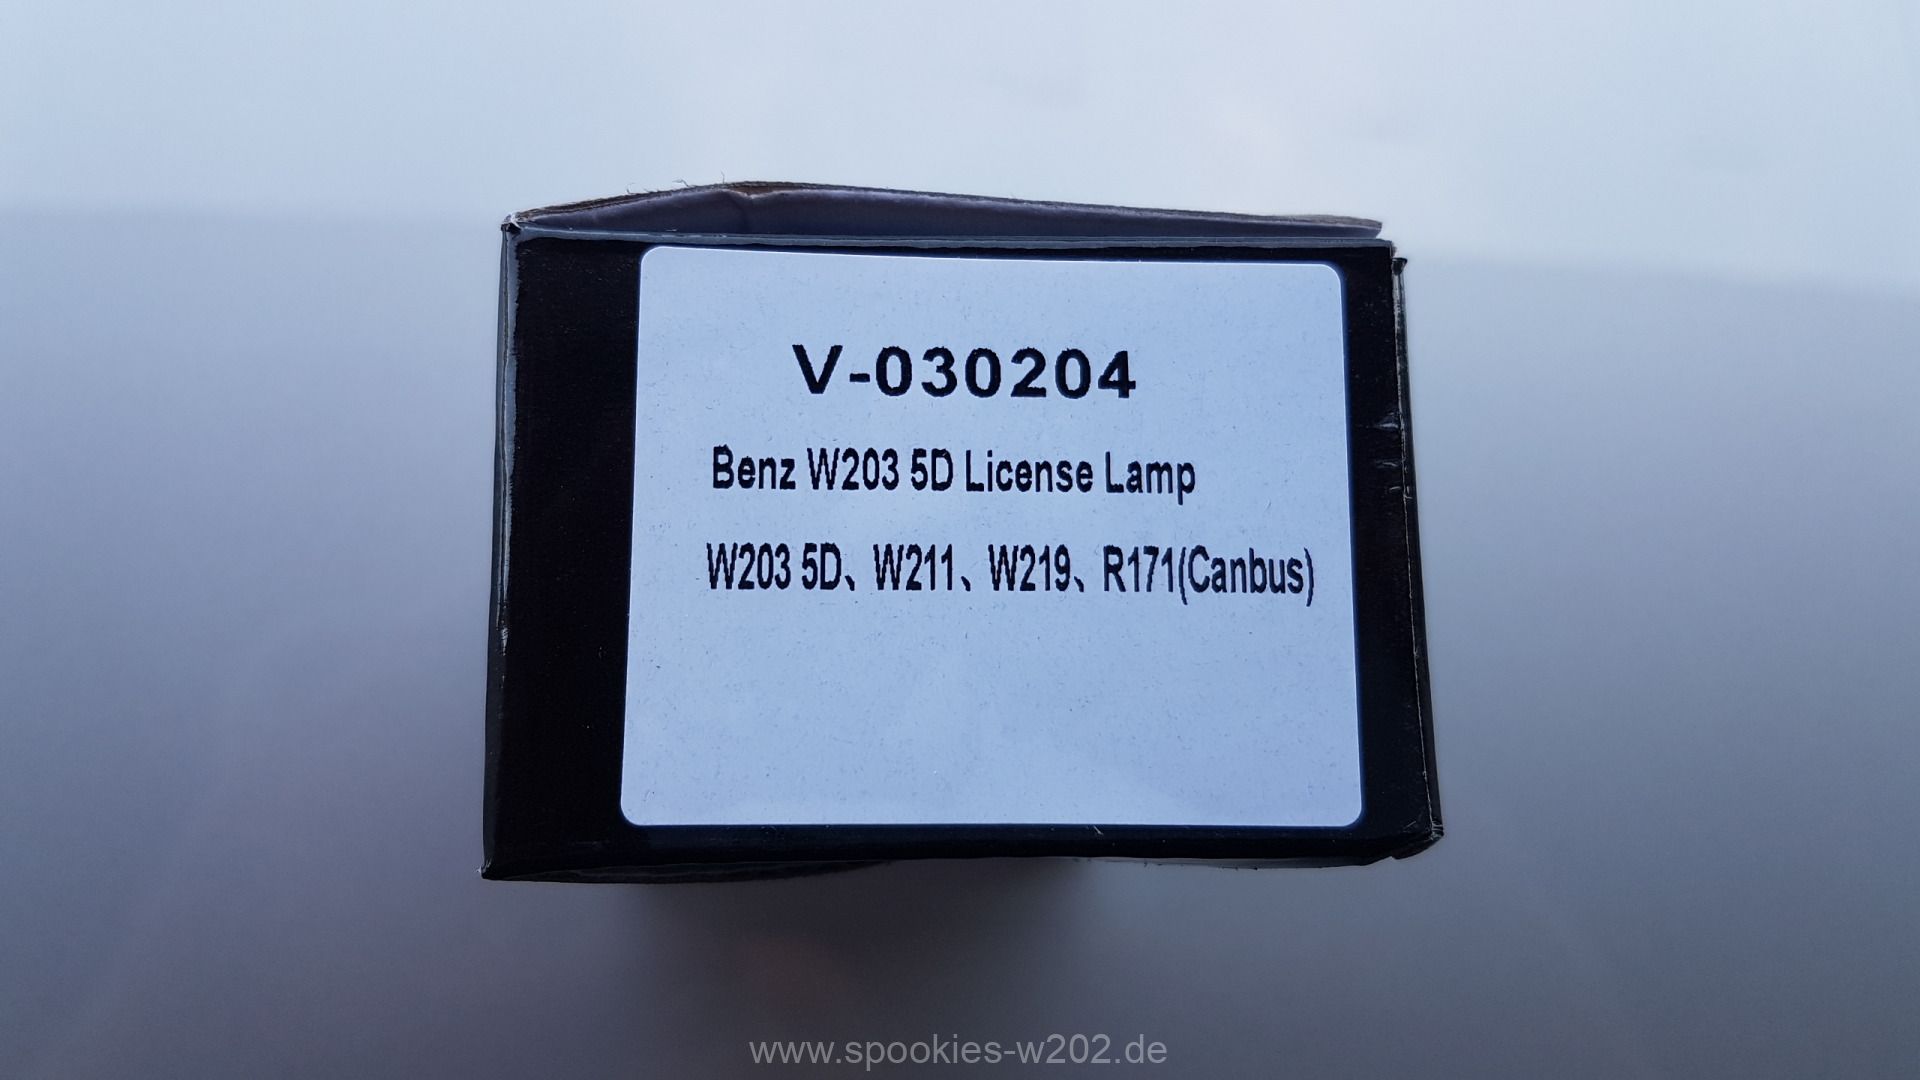 V-030204
Benz W203 5D License Lamp
W203 5D、W211、W219、R171(Canbus)
www.spookies-w202.de